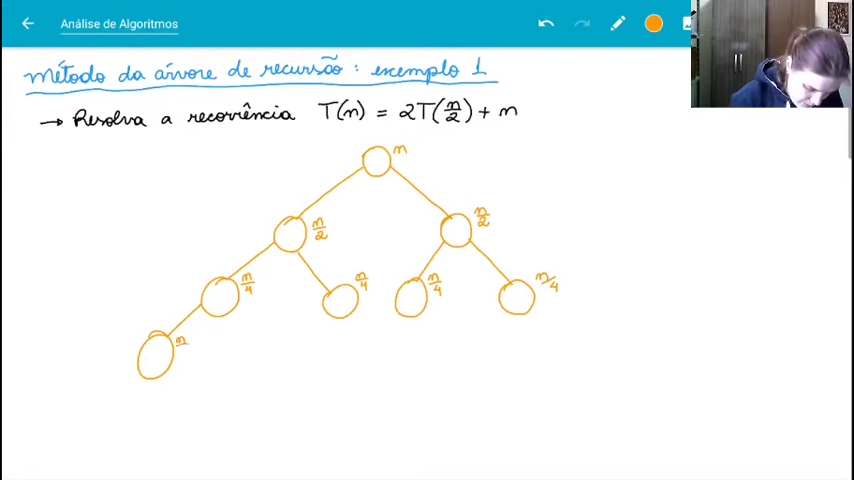 Análise de Algoritmos
Método da árvore de recursão: exemplo 1
→ Resolva a recorrência T(n) = 2T(n/2) + n
n
n/2 n/2
n/4 n/4 n/4 n/4
n